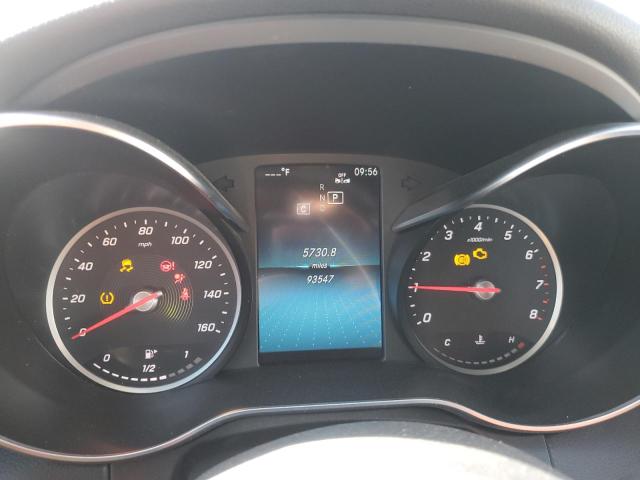 ---°F 09:56
OFF
R
N P
C D
5730.8
miles
93547
0 20 40 60 80 100 120 140 160
mph
0 1/2 1
0 1 2 3 4 5 6 7 8
x1000/min
C H